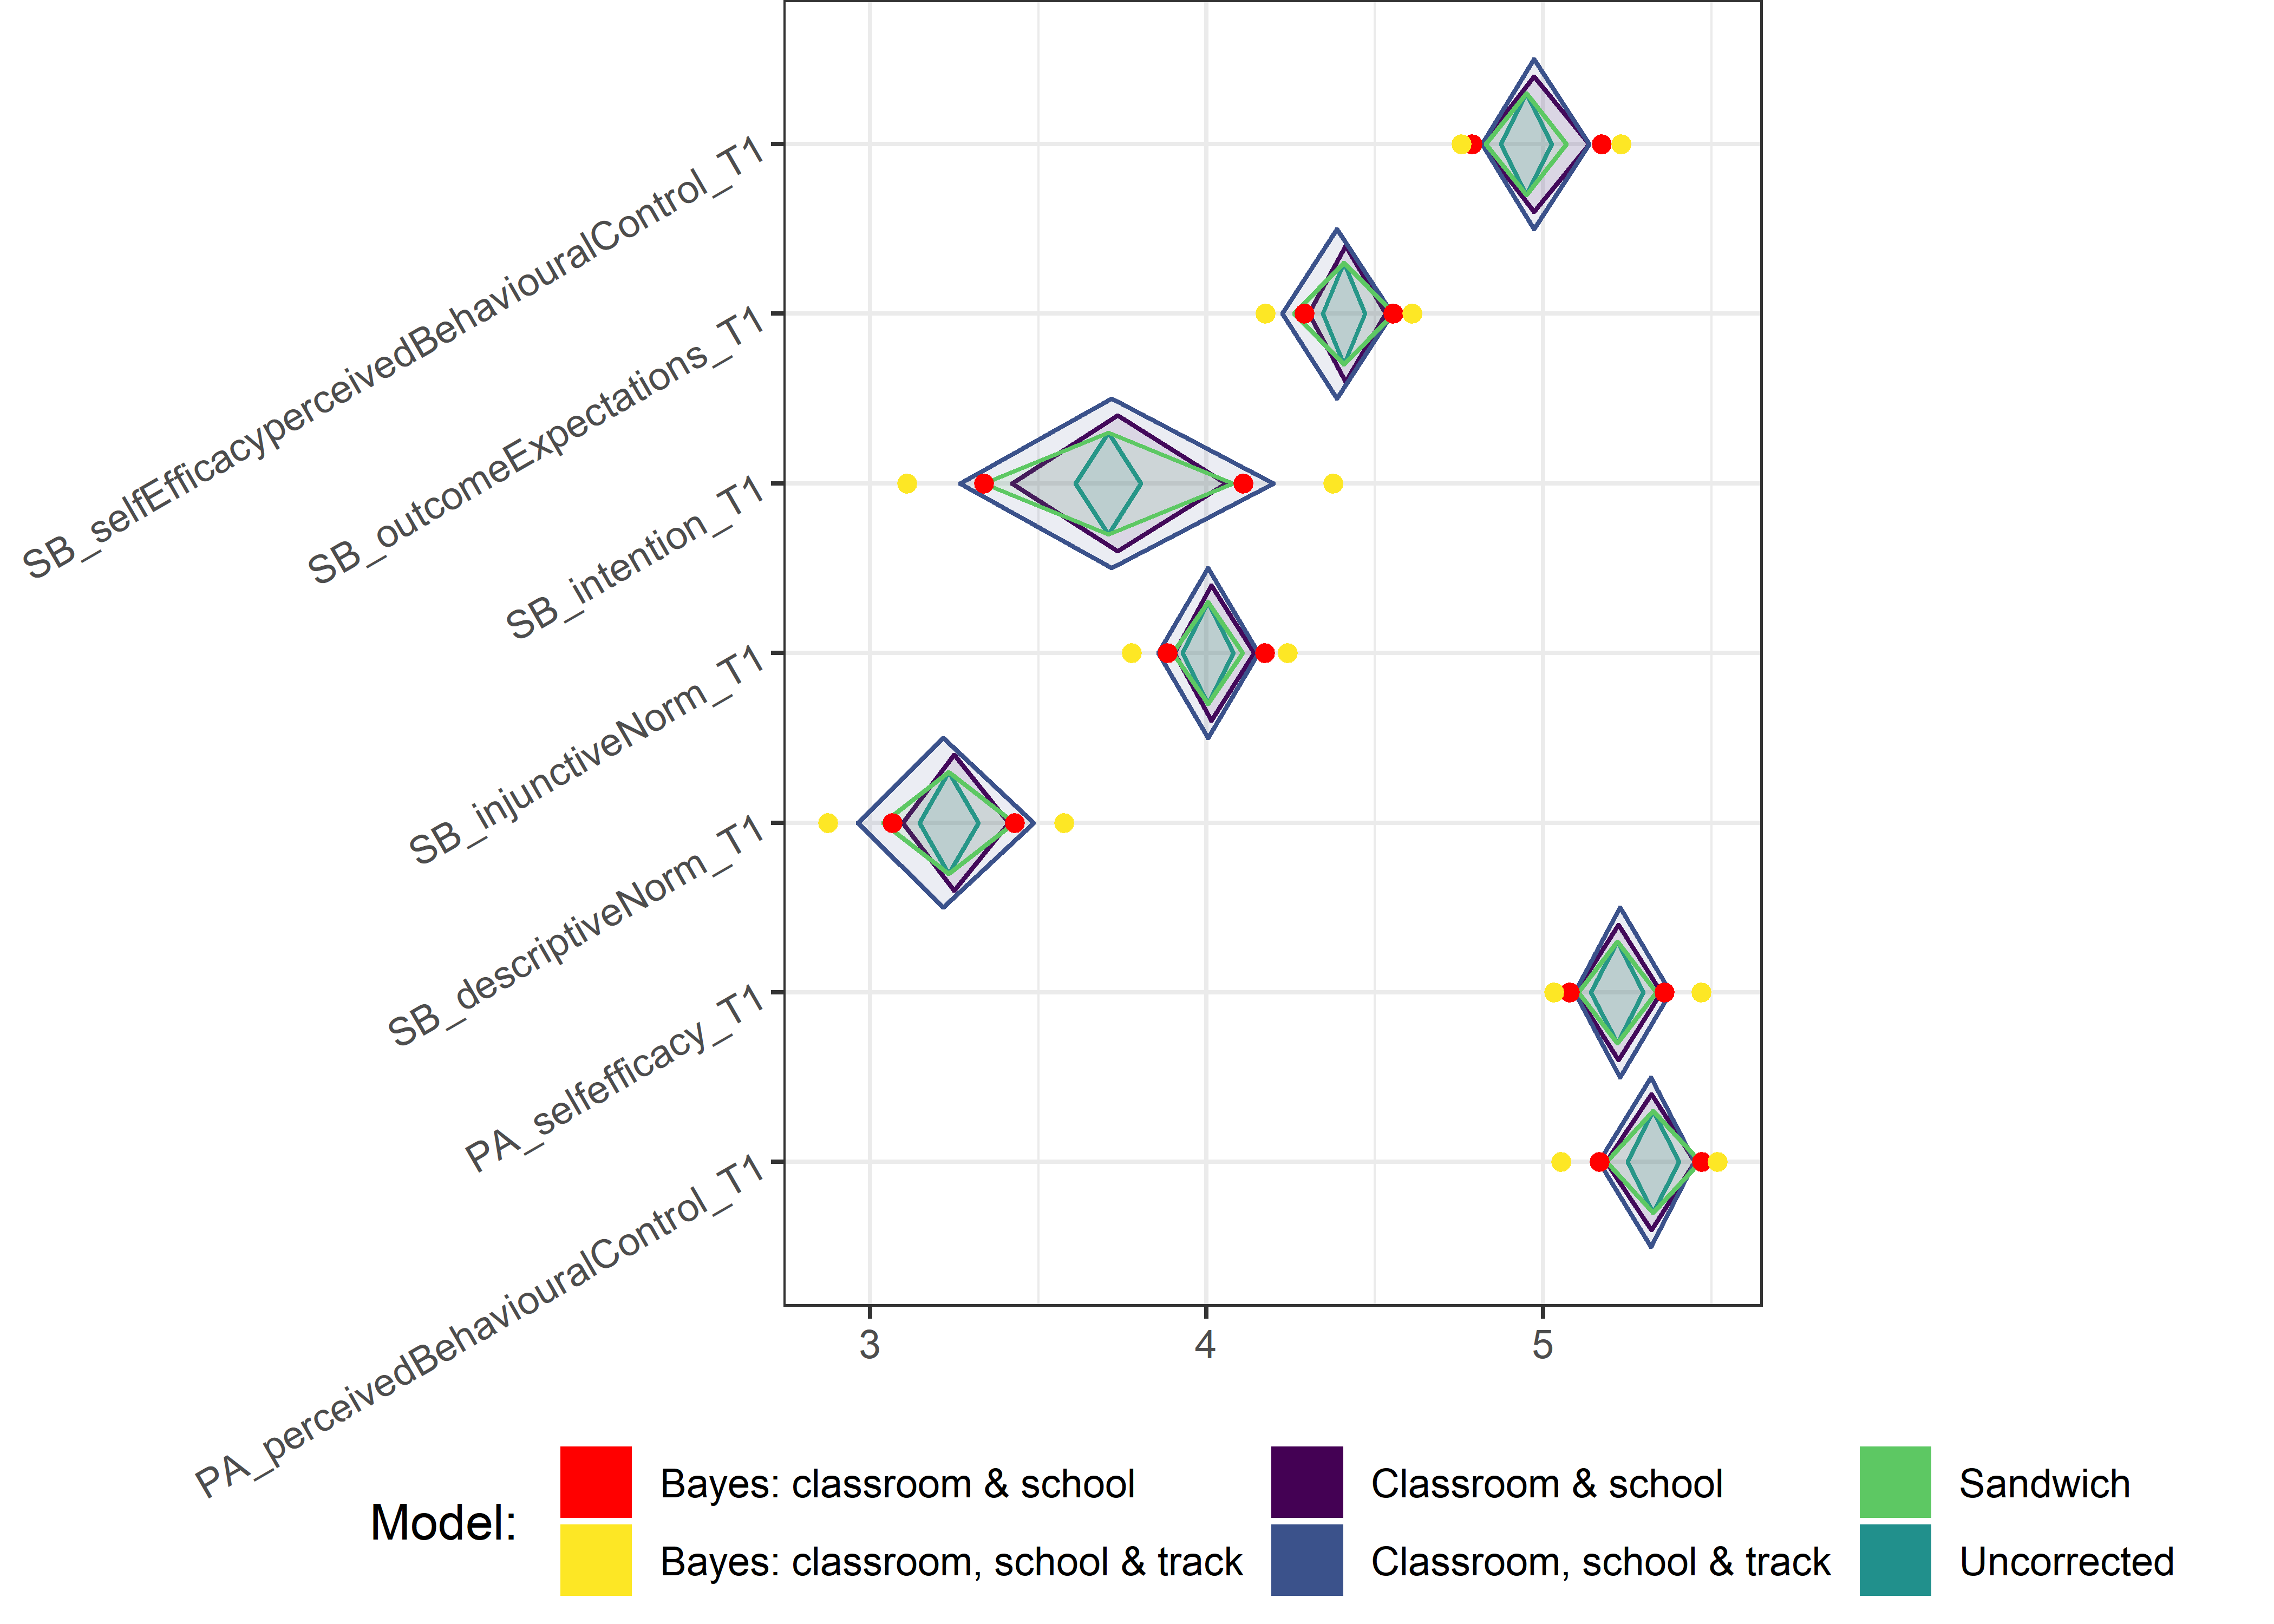 SB_selfEfficacyperceivedBehaviouralControl_T1
SB_outcomeExpectations_T1
SB_intention_T1
SB_injunctiveNorm_T1
SB_descriptiveNorm_T1
PA_selfefficacy_T1
PA_perceivedBehaviouralControl_T1
3 4 5
Model:
Bayes: classroom & school
Classroom & school
Sandwich
Bayes: classroom, school & track
Classroom, school & track
Uncorrected